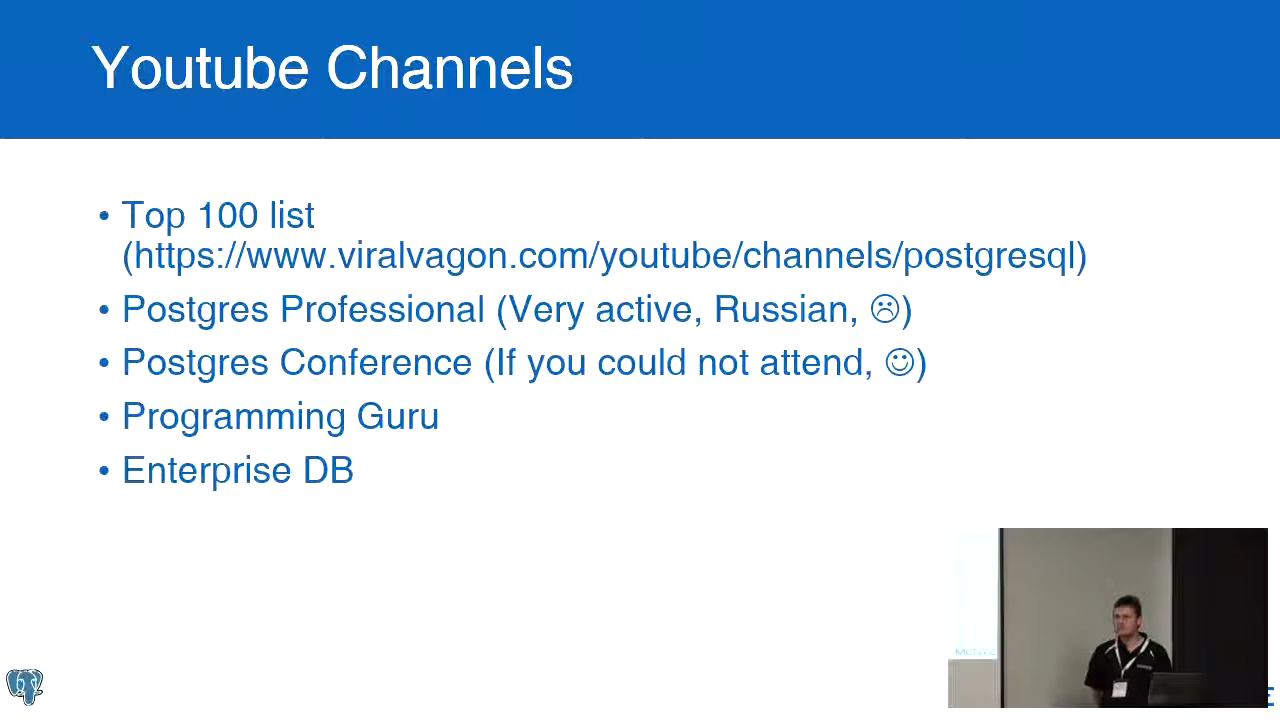 Youtube Channels
• Top 100 list
(https://www.viralvagon.com/youtube/channels/postgresql)
• Postgres Professional (Very active, Russian, ☹)
• Postgres Conference (If you could not attend, ☺)
• Programming Guru
• Enterprise DB